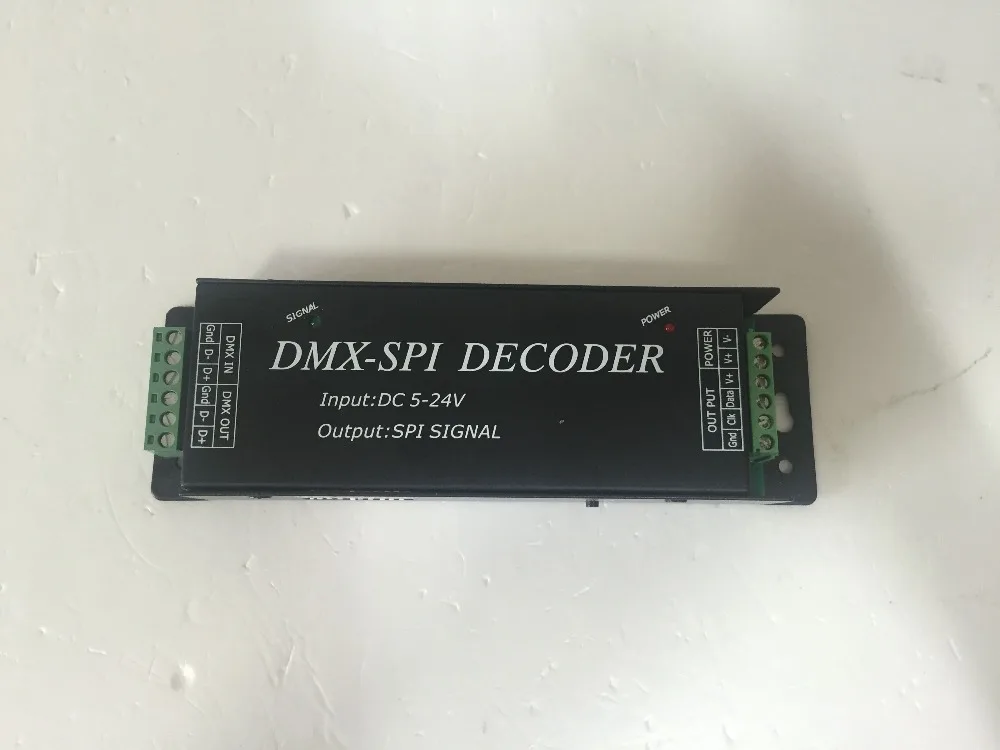 SIGNAL
POWER
DMX-SPI DECODER
Input:DC 5-24V
Output:SPI SIGNAL
DMX IN
Gnd
D-
D+
DMX OUT
Gnd
D-
D+
POWER
V-
V+
OUT PUT
V+
Data
Clk
Gnd